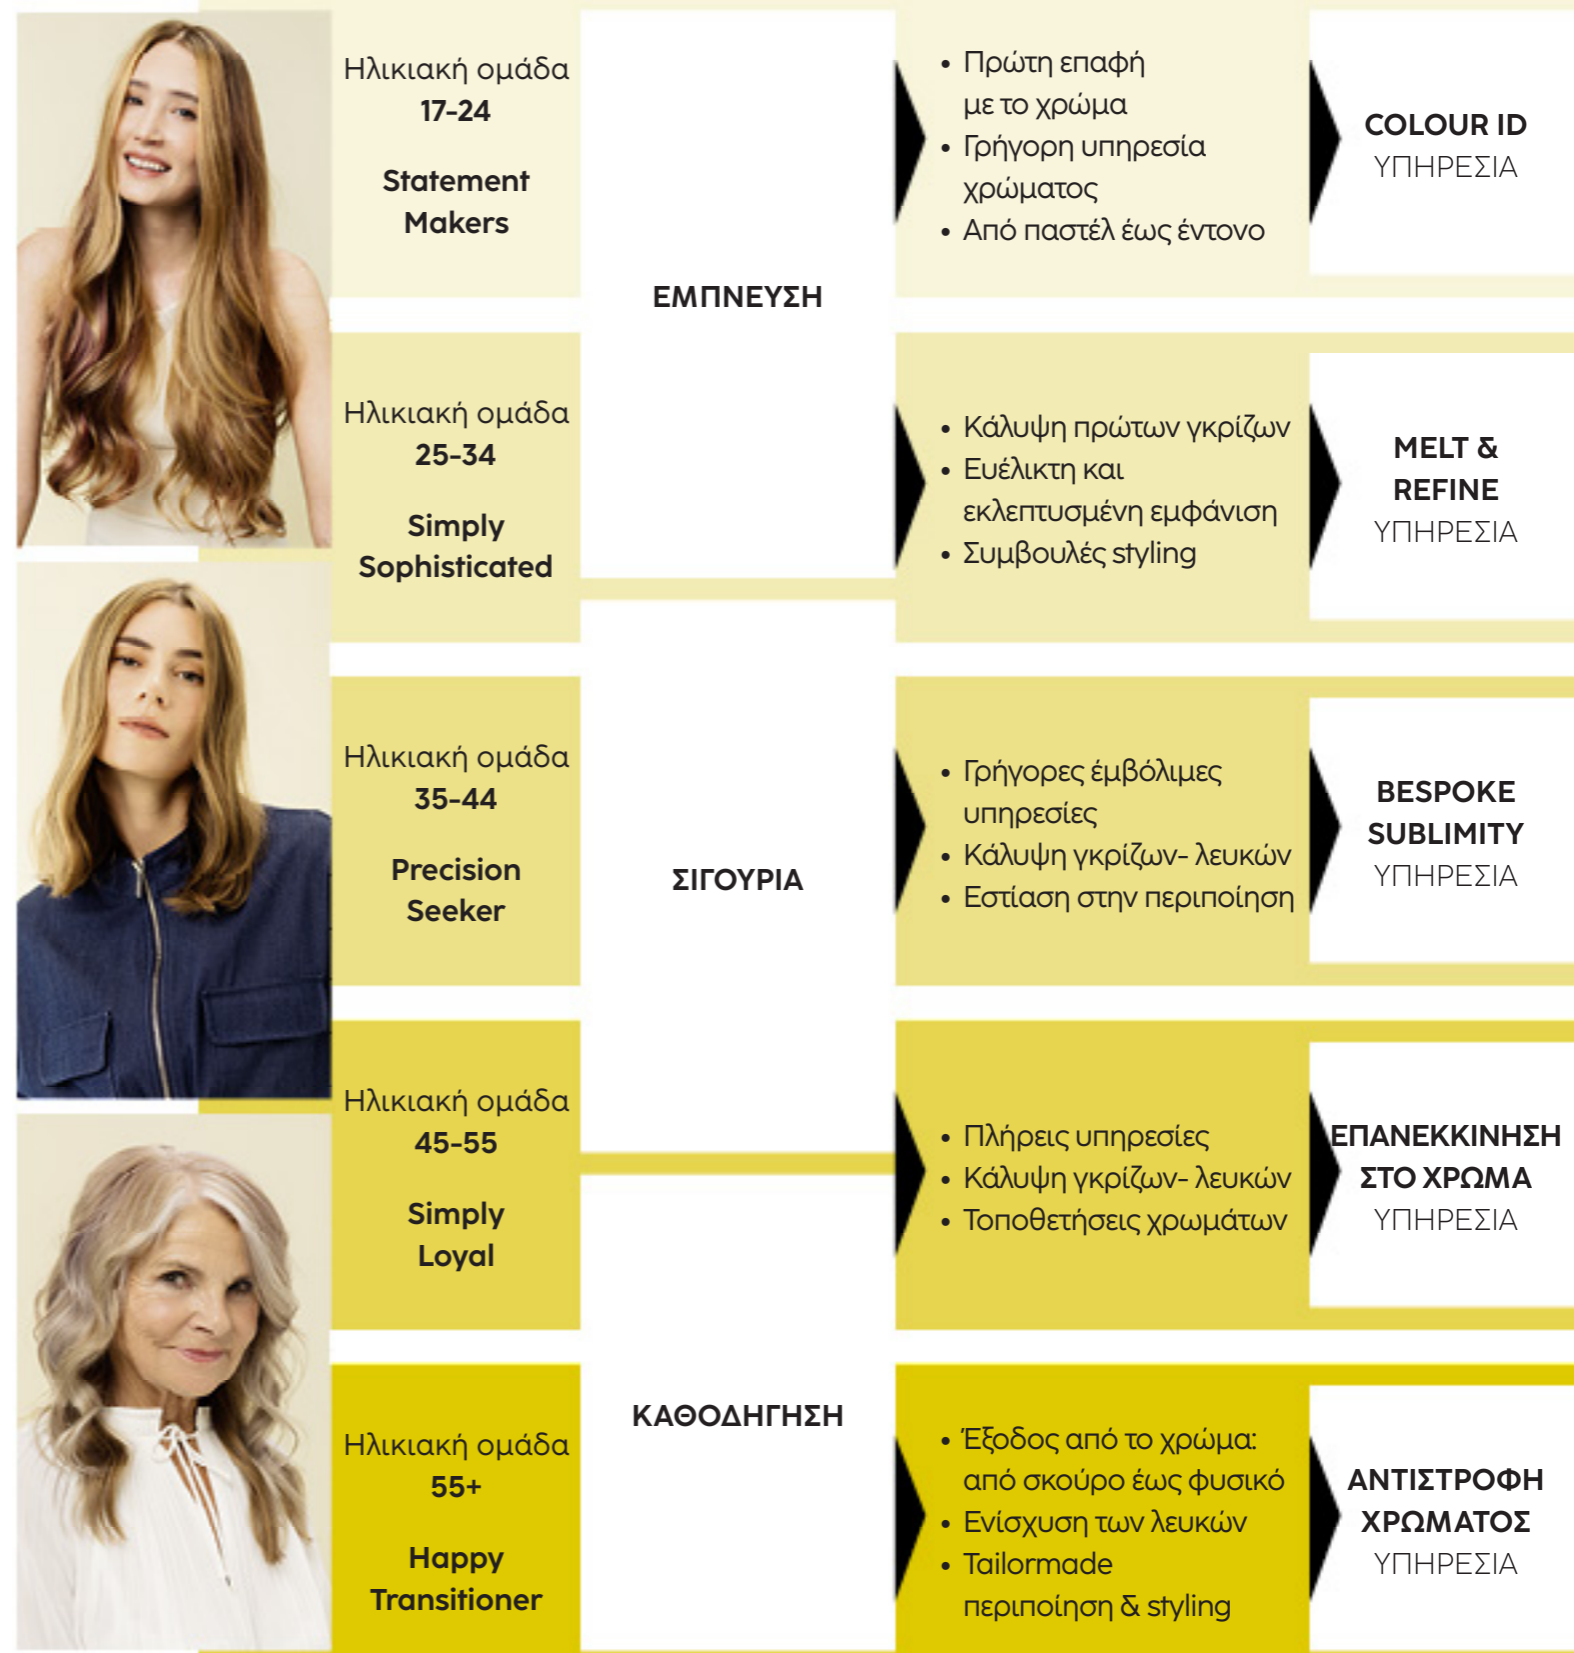 Ηλικιακή ομάδα
17-24
Statement
Makers
• Πρώτη επαφή
με το χρώμα
• Γρήγορη υπηρεσία
χρώματος
• Από παστέλ έως έντονο
COLOUR ID
ΥΠΗΡΕΣΙΑ
ΕΜΠΝΕΥΣΗ
Ηλικιακή ομάδα
25-34
Simply
Sophisticated
• Κάλυψη πρώτων γκρίζων
• Ευέλικτη και
εκλεπτυσμένη εμφάνιση
• Συμβουλές styling
MELT &
REFINE
ΥΠΗΡΕΣΙΑ
Ηλικιακή ομάδα
35-44
Precision
Seeker
ΣΙΓΟΥΡΙΑ
• Γρήγορες έμβόλιμες
υπηρεσίες
• Κάλυψη γκρίζων- λευκών
• Εστίαση στην περιποίηση
BESPOKE
SUBLIMITY
ΥΠΗΡΕΣΙΑ
Ηλικιακή ομάδα
45-55
Simply
Loyal
• Πλήρεις υπηρεσίες
• Κάλυψη γκρίζων- λευκών
• Τοποθετήσεις χρωμάτων
ΕΠΑΝΕΚΚΙΝΗΣΗ
ΣΤΟ ΧΡΩΜΑ
ΥΠΗΡΕΣΙΑ
ΚΑΘΟΔΗΓΗΣΗ
Ηλικιακή ομάδα
55+
Happy
Transitioner
• Έξοδος από το χρώμα:
από σκούρο έως φυσικό
• Ενίσχυση των λευκών
• Tailormade
περιποίηση & styling
ΑΝΤΙΣΤΡΟΦΗ
ΧΡΩΜΑΤΟΣ
ΥΠΗΡΕΣΙΑ